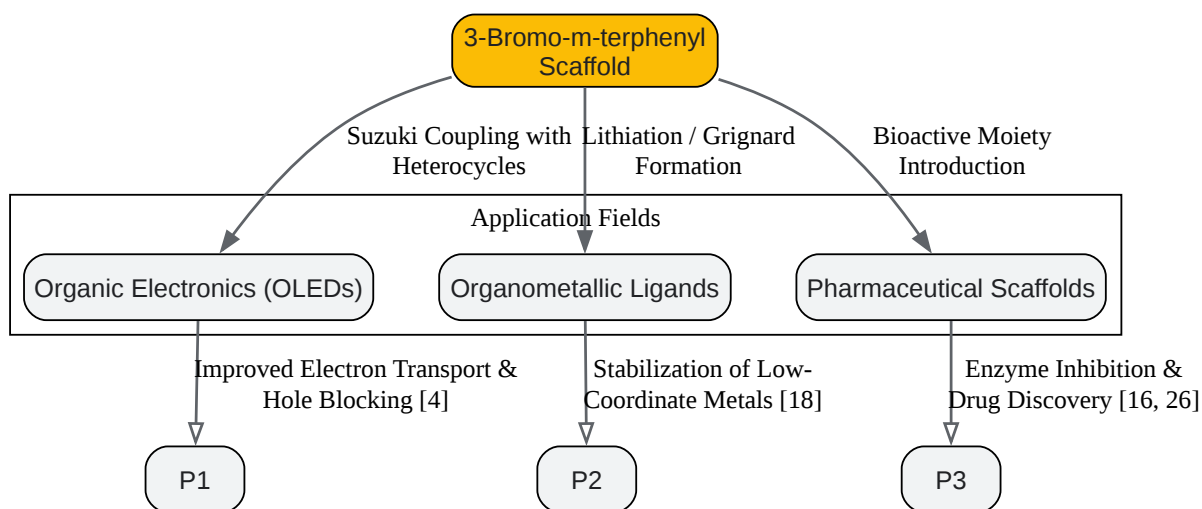 3-Bromo-m-terphenyl
Scaffold
Suzuki Coupling with
Heterocycles
Lithiation / Grignard
Formation
Bioactive Moiety
Introduction
Application Fields
Organic Electronics (OLEDs)
Organometallic Ligands
Pharmaceutical Scaffolds
Improved Electron Transport &
Hole Blocking [4]
Stabilization of Low-
Coordinate Metals [18]
Enzyme Inhibition &
Drug Discovery [16, 26]
P1
P2
P3